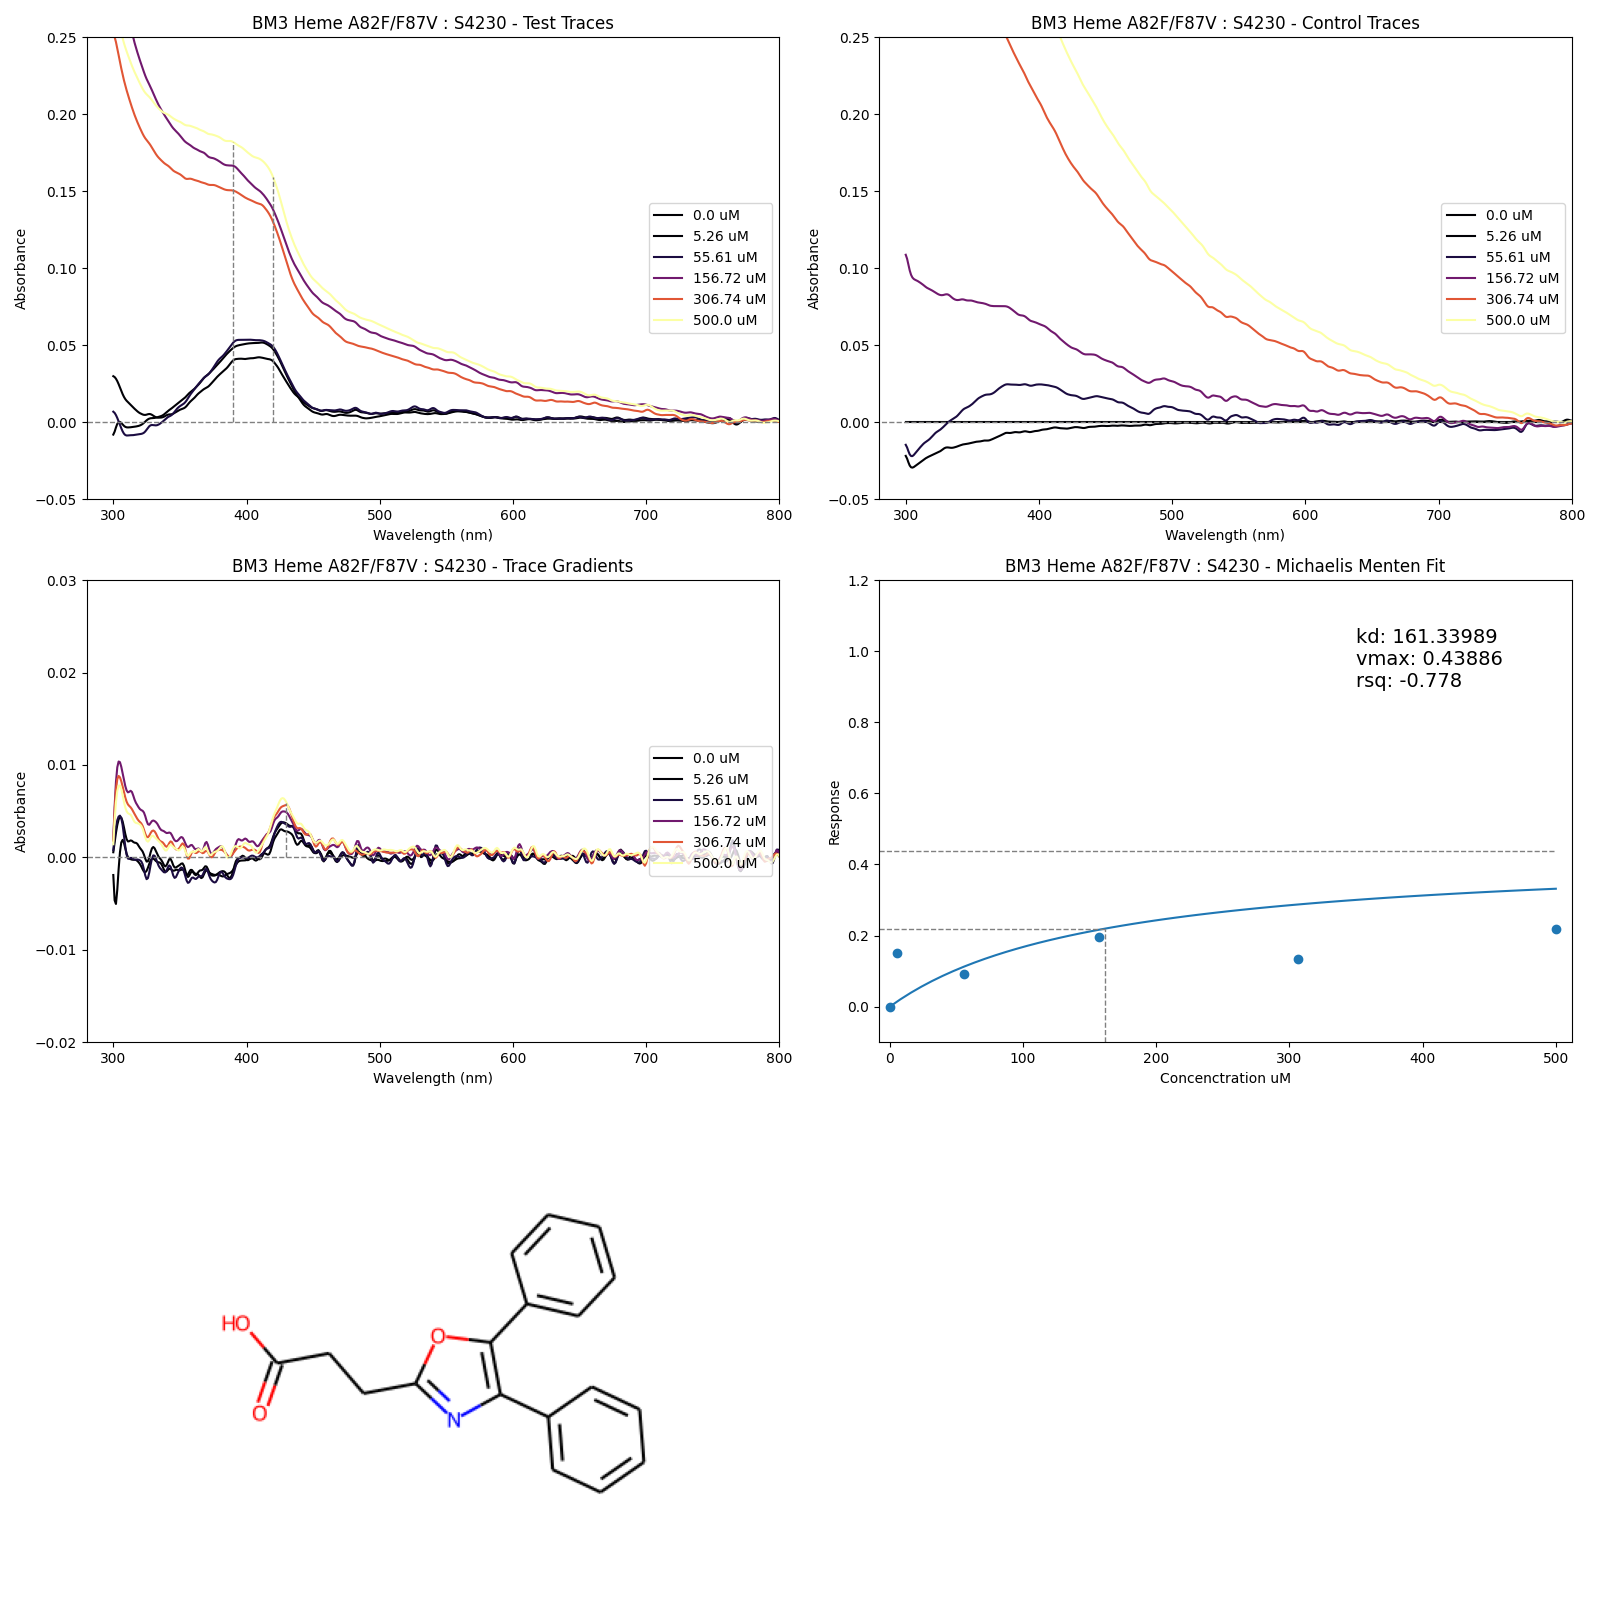 BM3 Heme A82F/F87V : S4230 - Test Traces
0.25
0.20
0.15
0.10
0.05
0.00
−0.05
Absorbance
300 400 500 600 700 800
Wavelength (nm)
0.0 uM
5.26 uM
55.61 uM
156.72 uM
306.74 uM
500.0 uM
BM3 Heme A82F/F87V : S4230 - Control Traces
0.25
0.20
0.15
0.10
0.05
0.00
−0.05
Absorbance
300 400 500 600 700 800
Wavelength (nm)
0.0 uM
5.26 uM
55.61 uM
156.72 uM
306.74 uM
500.0 uM
BM3 Heme A82F/F87V : S4230 - Trace Gradients
0.03
0.02
0.01
0.00
−0.01
−0.02
Absorbance
300 400 500 600 700 800
Wavelength (nm)
0.0 uM
5.26 uM
55.61 uM
156.72 uM
306.74 uM
500.0 uM
BM3 Heme A82F/F87V : S4230 - Michaelis Menten Fit
1.2
1.0
0.8
0.6
0.4
0.2
0.0
Response
kd: 161.33989
vmax: 0.43886
rsq: -0.778
0 100 200 300 400 500
Concenctration uM
HO
O
O
N